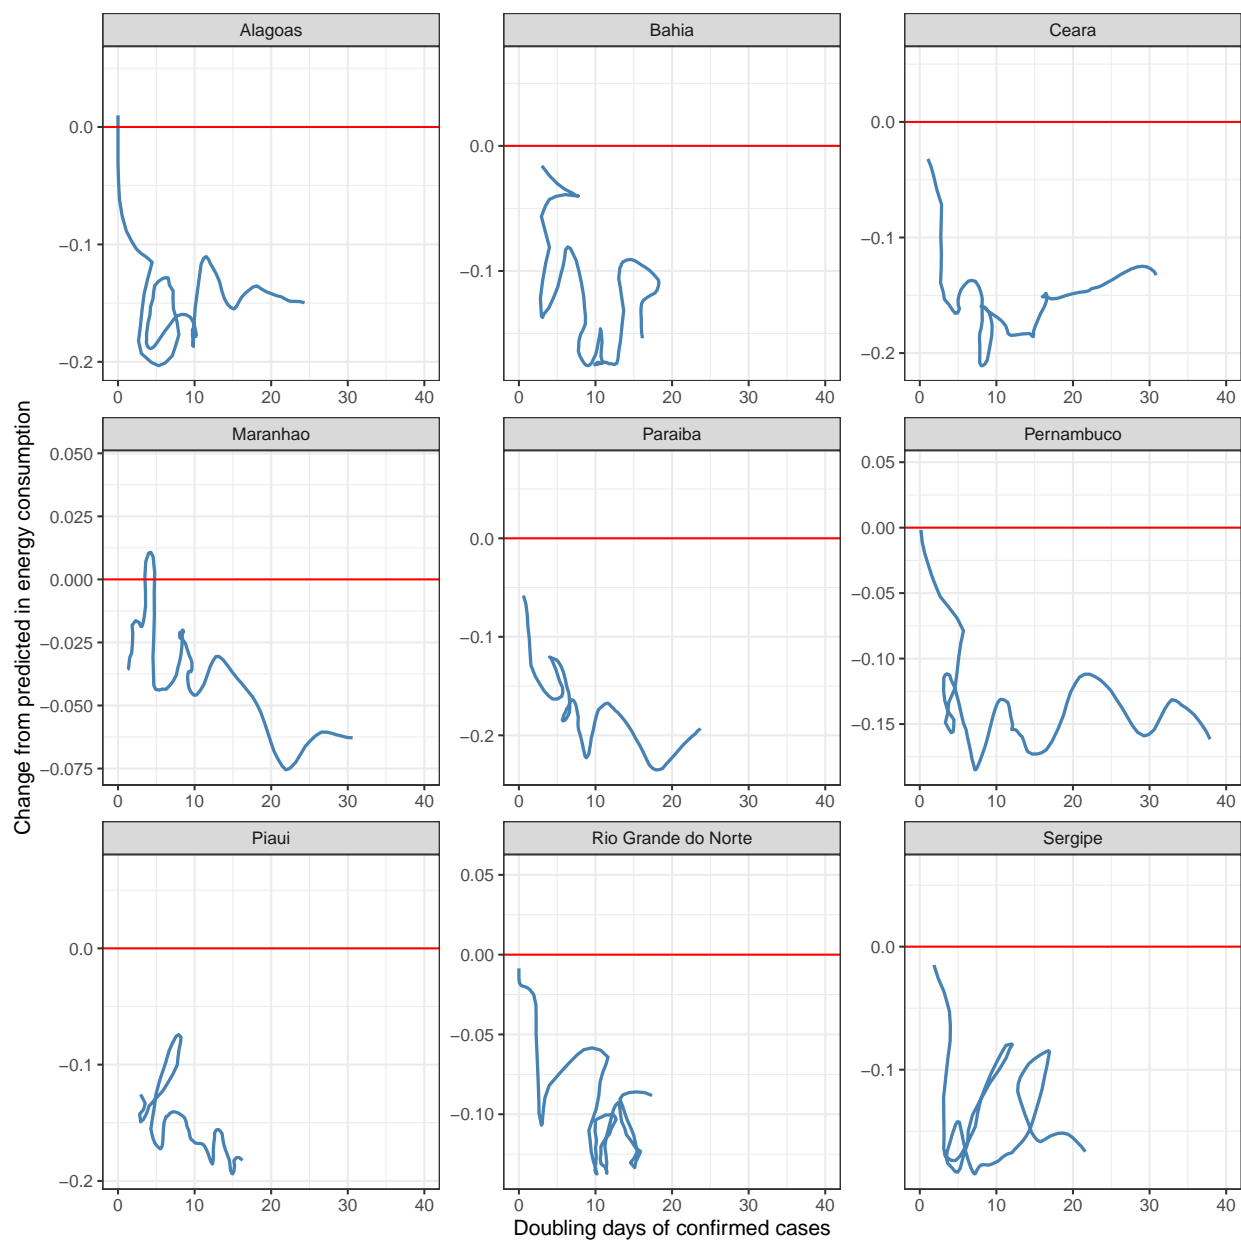 Alagoas
Bahia
Ceara
0.0
−0.1
−0.2
0.0
−0.1
0.0
−0.1
−0.2
0 10 20 30 40
0 10 20 30 40
0 10 20 30 40
Maranhao
Paraiba
Pernambuco
0.050
0.025
0.000
−0.025
−0.050
−0.075
0.0
−0.1
−0.2
0.05
0.00
−0.05
−0.10
−0.15
0 10 20 30 40
0 10 20 30 40
0 10 20 30 40
Piaui
Rio Grande do Norte
Sergipe
0.0
−0.1
−0.2
0.05
0.00
−0.05
−0.10
0.0
−0.1
0 10 20 30 40
0 10 20 30 40
0 10 20 30 40
Doubling days of confirmed cases
Change from predicted in energy consumption